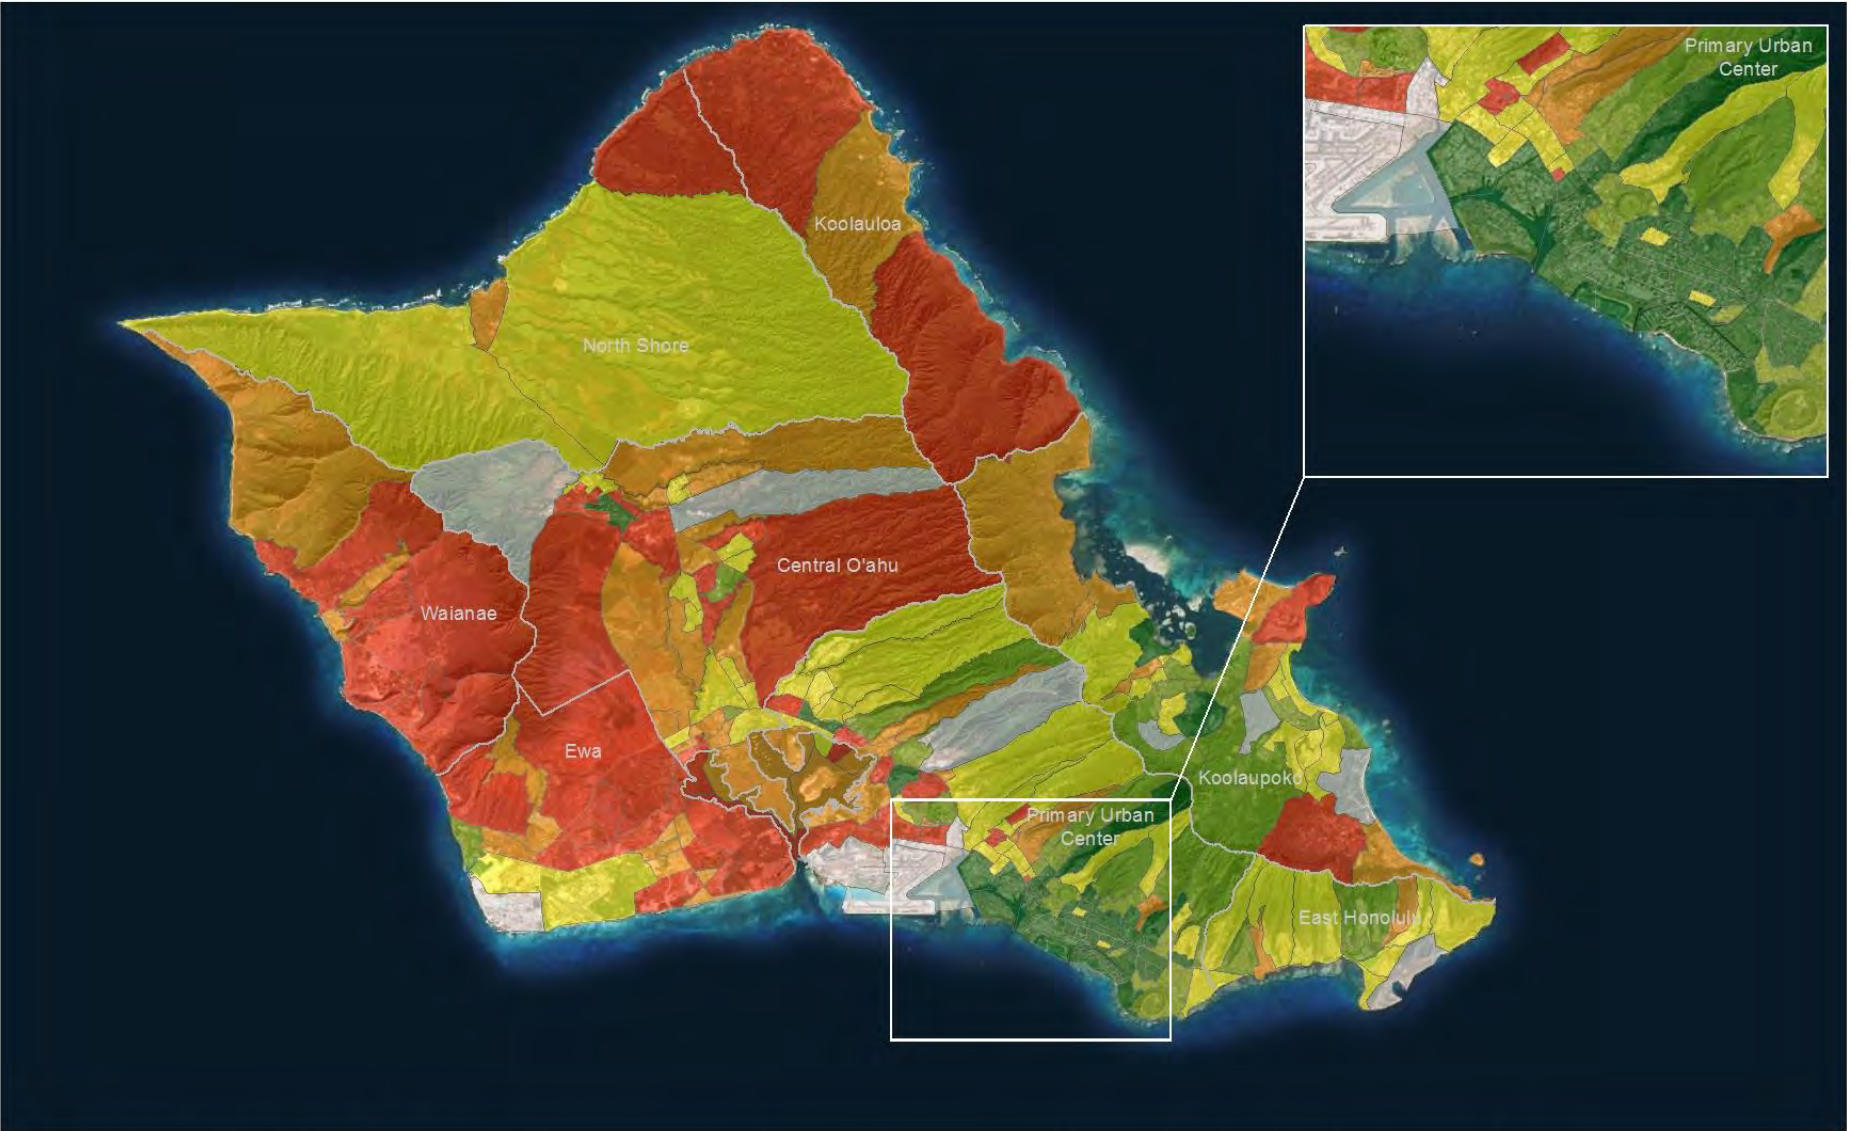 Primary Urban
Center
Koolauloa
North Shore
Central O'ahu
Waianae
Ewa
Koolaupoko
Primary Urban
Center
East Honolulu